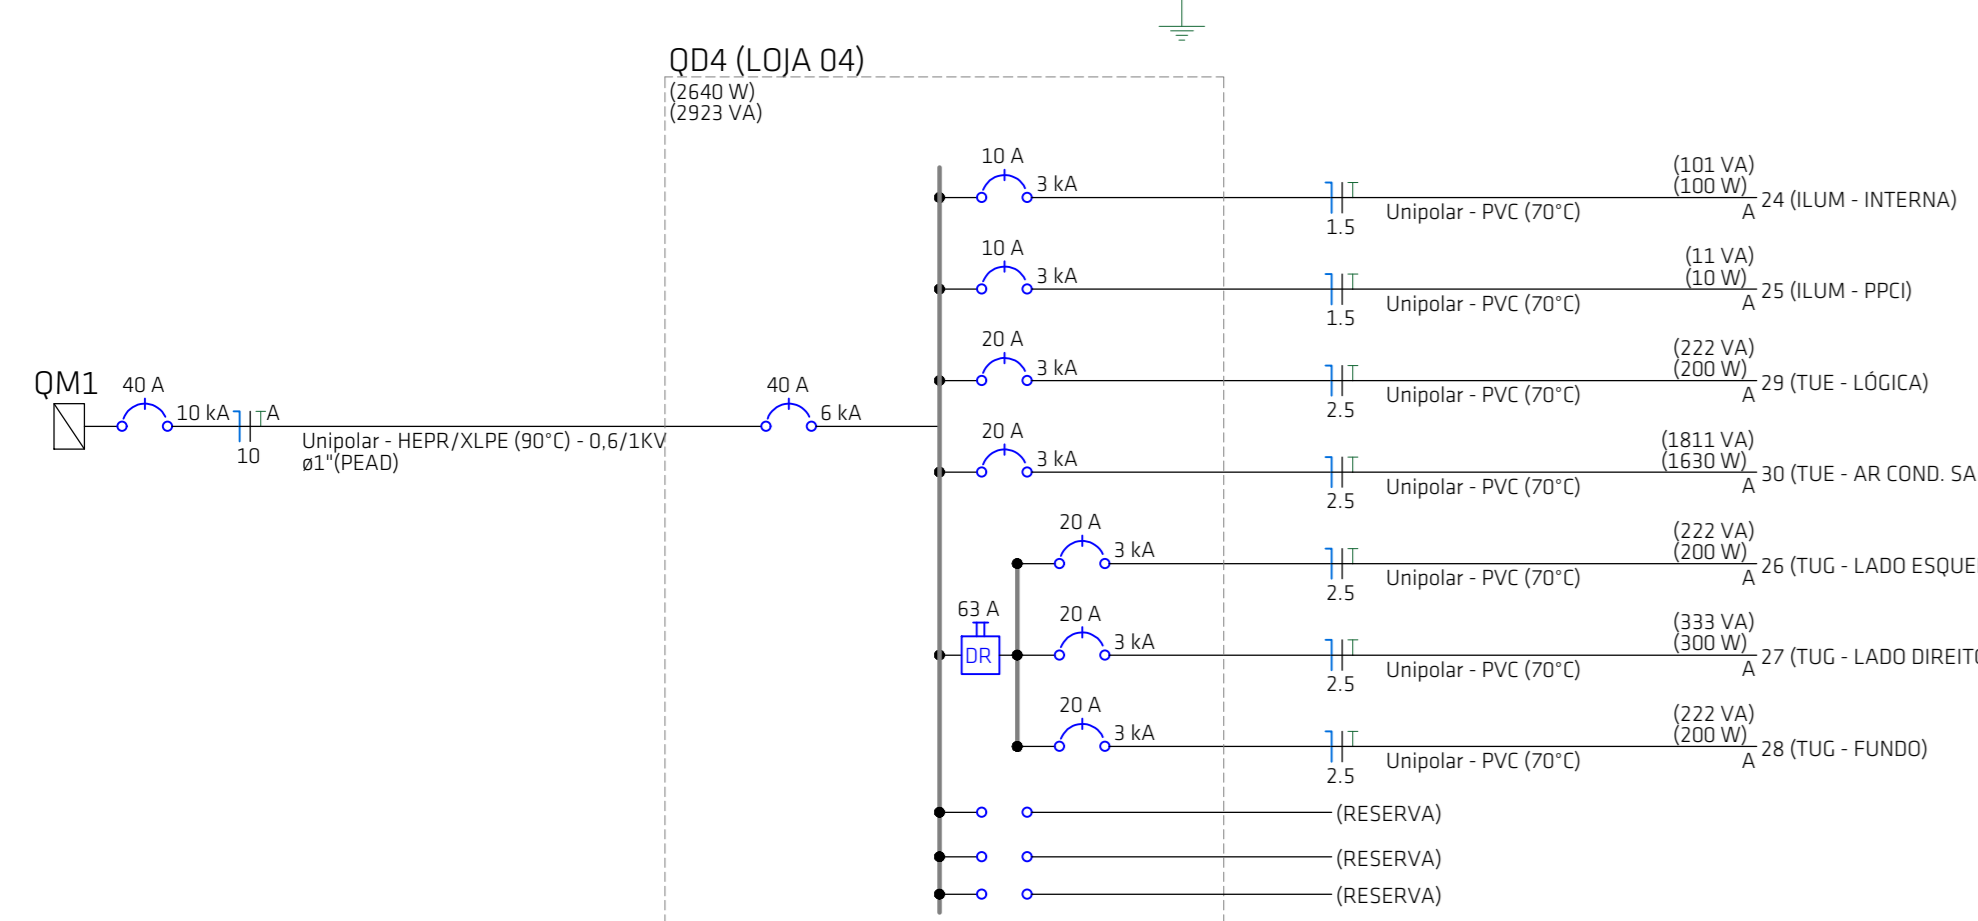 QD4 (LOJA 04)
(2640 W)
(2923 VA)
10 A
3 kA
1.5
Unipolar - PVC (70°C)
(101 VA)
(100 W)
A
24 (ILUM - INTERNA)
10 A
3 kA
1.5
Unipolar - PVC (70°C)
(11 VA)
(10 W)
A
25 (ILUM - PPCI)
20 A
3 kA
2.5
Unipolar - PVC (70°C)
(222 VA)
(200 W)
A
29 (TUE - LÓGICA)
QM1
40 A
10 kA
A
10
Unipolar - HEPR/XLPE (90°C) - 0,6/1KV
ø1"(PEAD)
40 A
6 kA
20 A
3 kA
2.5
Unipolar - PVC (70°C)
(1811 VA)
(1630 W)
A
30 (TUE - AR COND. SA
20 A
3 kA
2.5
Unipolar - PVC (70°C)
(222 VA)
(200 W)
A
26 (TUG - LADO ESQUE
63 A
DR
20 A
3 kA
2.5
Unipolar - PVC (70°C)
(333 VA)
(300 W)
A
27 (TUG - LADO DIREITO
20 A
3 kA
2.5
Unipolar - PVC (70°C)
(222 VA)
(200 W)
A
28 (TUG - FUNDO)
(RESERVA)
(RESERVA)
(RESERVA)